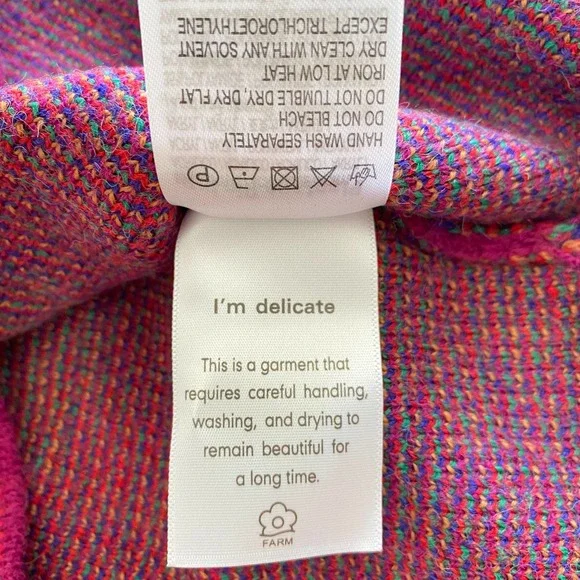 HAND WASH SEPARATELY
DO NOT BLEACH
DO NOT TUMBLE DRY, DRY FLAT
IRON AT LOW HEAT
DRY CLEAN WITH ANY SOLVENT
EXCEPT TRICHLOROETHYLENE
P
I'm delicate
This is a garment that
requires careful handling,
washing, and drying to
remain beautiful for
a long time.
FARM